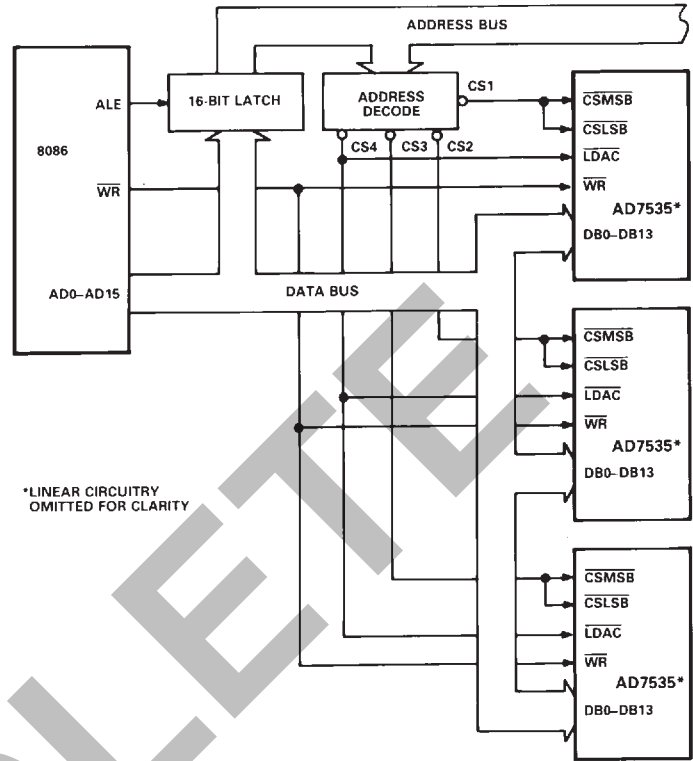 ADDRESS BUS
ALE
16-BIT LATCH
ADDRESS
DECODE
CS1
CS4
CS3
CS2
8086
WR
AD0–AD15
DATA BUS
CSMSB
CSLSB
LDAC
WR
AD7535*
DB0–DB13
CSMSB
CSLSB
LDAC
WR
AD7535*
DB0–DB13
*LINEAR CIRCUITRY
OMITTED FOR CLARITY
CSMSB
CSLSB
LDAC
WR
AD7535*
DB0–DB13
LETE